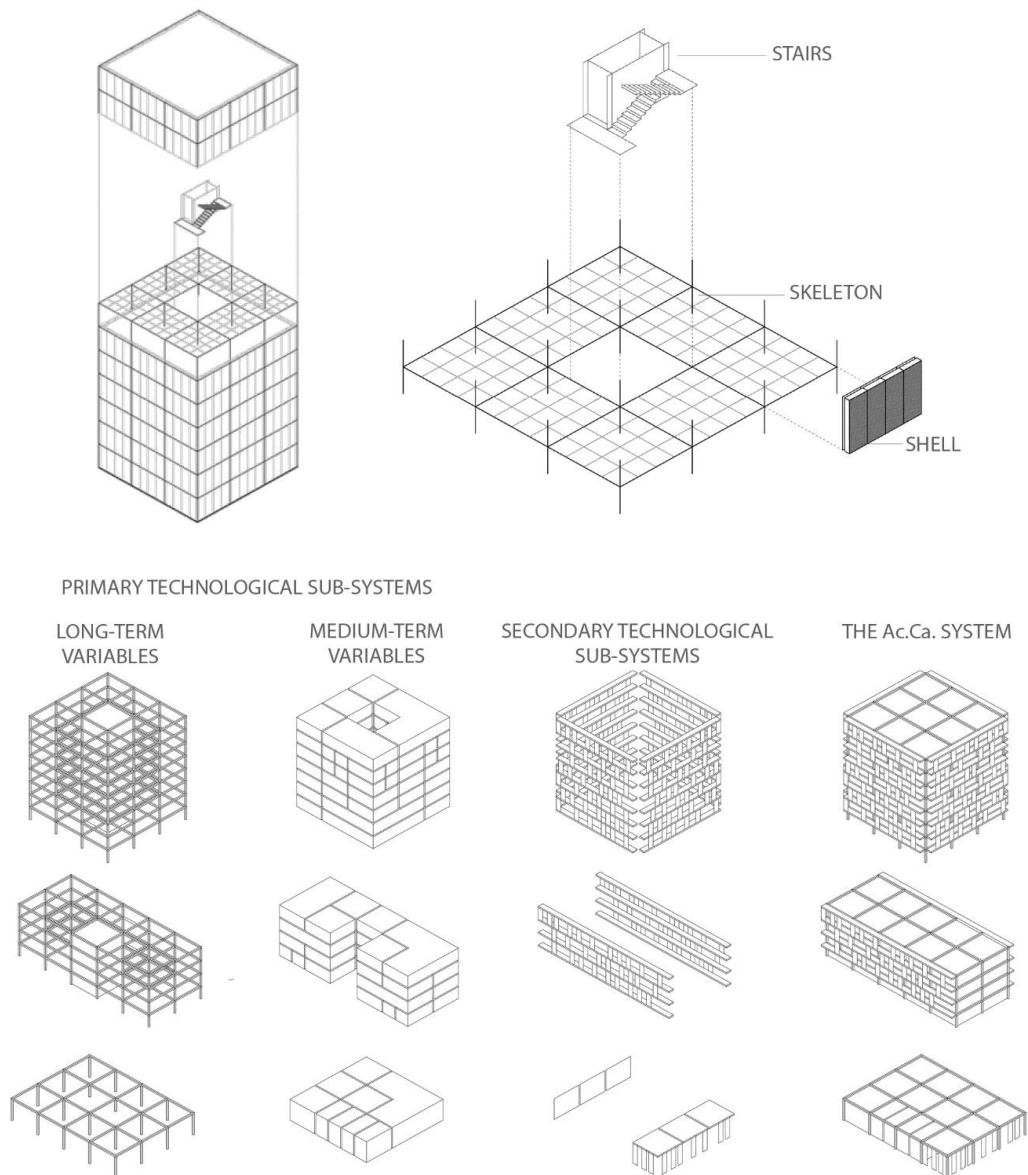 STAIRS
SKELETON
SHELL
PRIMARY TECHNOLOGICAL SUB-SYSTEMS
LONG-TERM
VARIABLES
MEDIUM-TERM
VARIABLES
SECONDARY TECHNOLOGICAL
SUB-SYSTEMS
THE Ac.Ca. SYSTEM